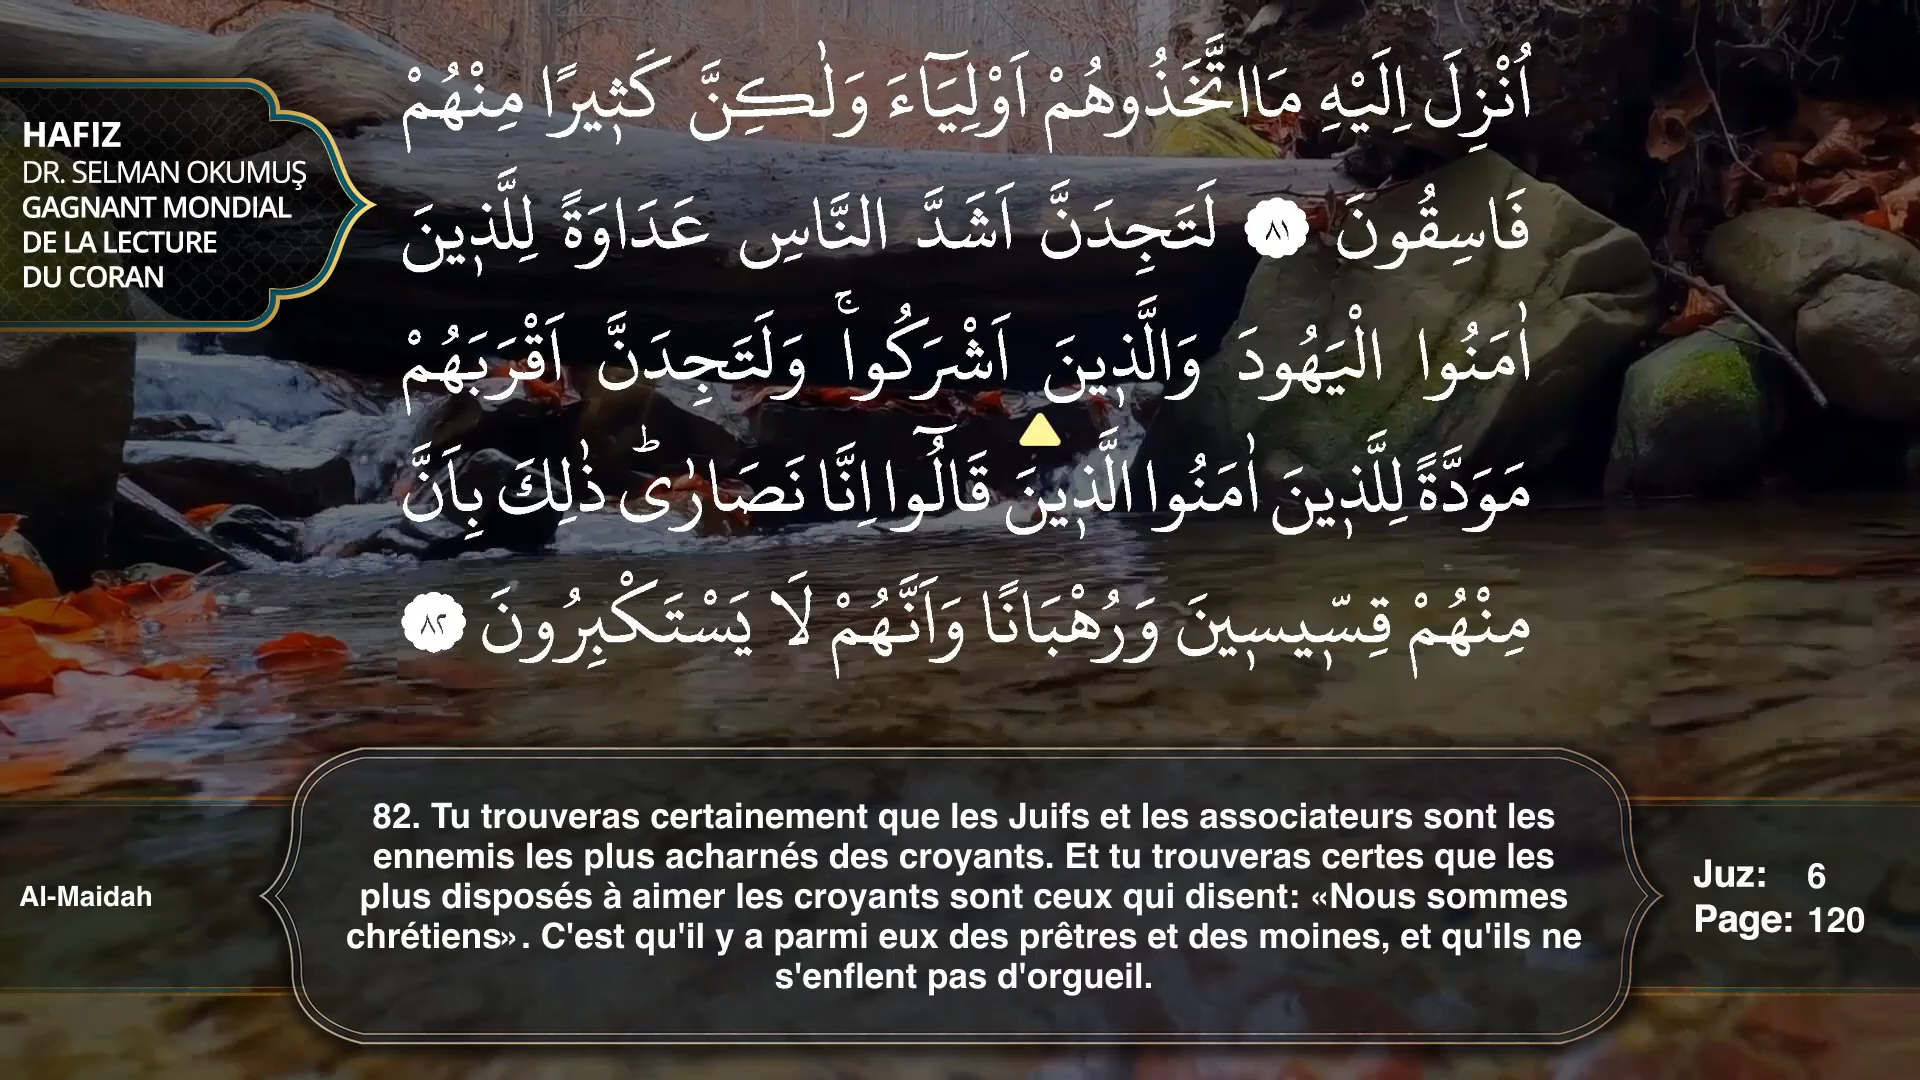 اُنْزِلَ اِلَيْهِ مَااتَّخَذُوهُمْ اَوْلِيَٓاءَ وَلٰكِنَّ كَث۪يرًا مِنْهُمْ
فَاسِقُونَ ﴿٨١﴾ لَتَجِدَنَّ اَشَدَّ النَّاسِ عَدَاوَةً لِلَّذ۪ينَ
اٰمَنُوا الْيَهُودَ وَالَّذ۪ينَ اَشْرَكُواۚ وَلَتَجِدَنَّ اَقْرَبَهُمْ
مَوَدَّةً لِلَّذ۪ينَ اٰمَنُوا الَّذ۪ينَ قَالُٓوا اِنَّا نَصَارٰىۜ ذٰلِكَ بِاَنَّ
مِنْهُمْ قِسّ۪يس۪ينَ وَرُهْبَانًا وَاَنَّهُمْ لَا يَسْتَكْبِرُونَ ﴿٨٢﴾
HAFIZ
DR. SELMAN OKUMUŞ
GAGNANT MONDIAL
DE LA LECTURE
DU CORAN
82. Tu trouveras certainement que les Juifs et les associateurs sont les
ennemis les plus acharnés des croyants. Et tu trouveras certes que les
plus disposés à aimer les croyants sont ceux qui disent: «Nous sommes
chrétiens». C'est qu'il y a parmi eux des prêtres et des moines, et qu'ils ne
s'enflent pas d'orgueil.
Al-Maidah
Juz: 6
Page: 120